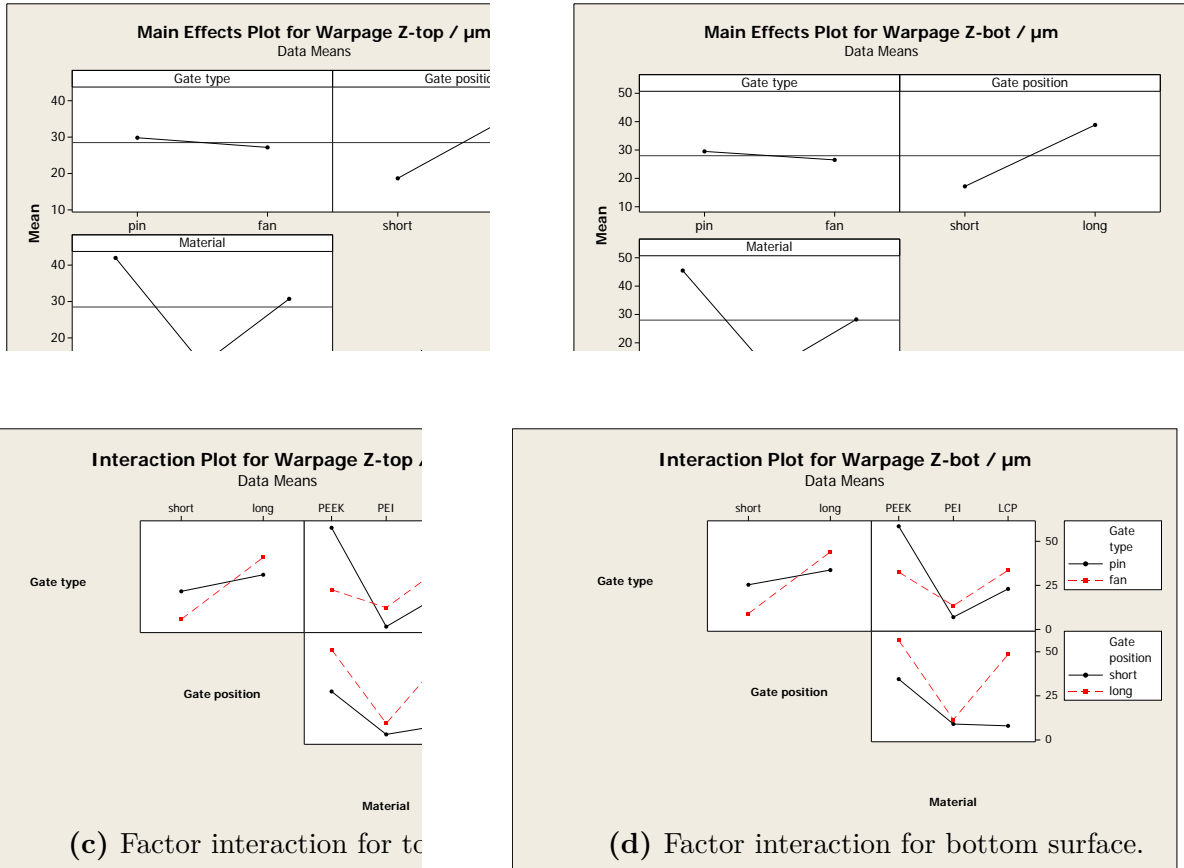 Main Effects Plot for Warpage Z-top / µm
Data Means
Gate type
40
30
20
10
pin
fan
short
Mean
Material
40
30
20
Main Effects Plot for Warpage Z-bot / µm
Data Means
Gate type
Gate position
50
40
30
20
10
pin
fan
short
long
Mean
Material
50
40
30
20
Interaction Plot for Warpage Z-top /
Data Means
short
long
PEEK
PEI
Gate type
Gate position
Material
(c) Factor interaction for to
Interaction Plot for Warpage Z-bot / µm
Data Means
short
long
PEEK
PEI
LCP
Gate type
50
25
0
Gate
type
pin
fan
Gate position
50
25
0
Gate
position
short
long
Material
(d) Factor interaction for bottom surface.